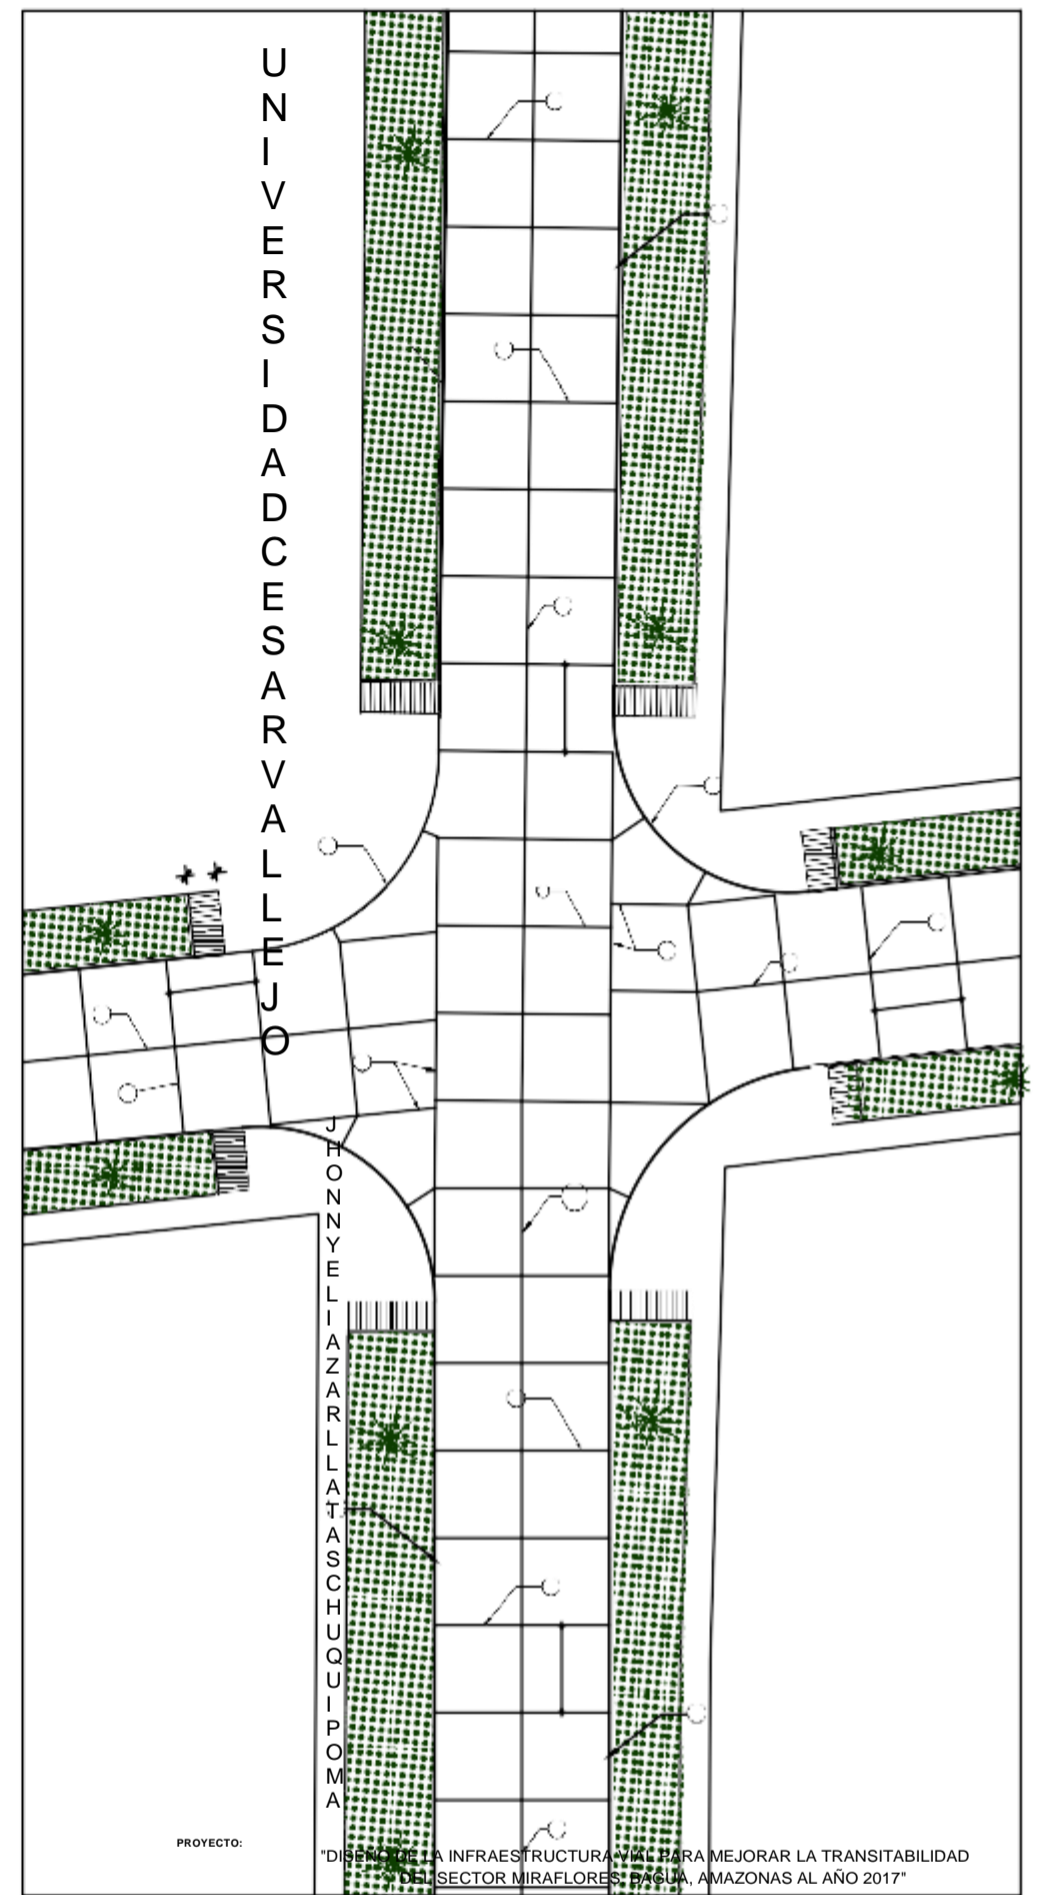 UNIVERSIDADCESARVALLEJO
JHONNYELIAZARLLATASCHUQUIPOMA
PROYECTO:
"DISEÑO DE LA INFRAESTRUCTURA VIAL PARA MEJORAR LA TRANSITABILIDAD
DEL SECTOR MIRAFLORES, BAGUA, AMAZONAS AL AÑO 2017"